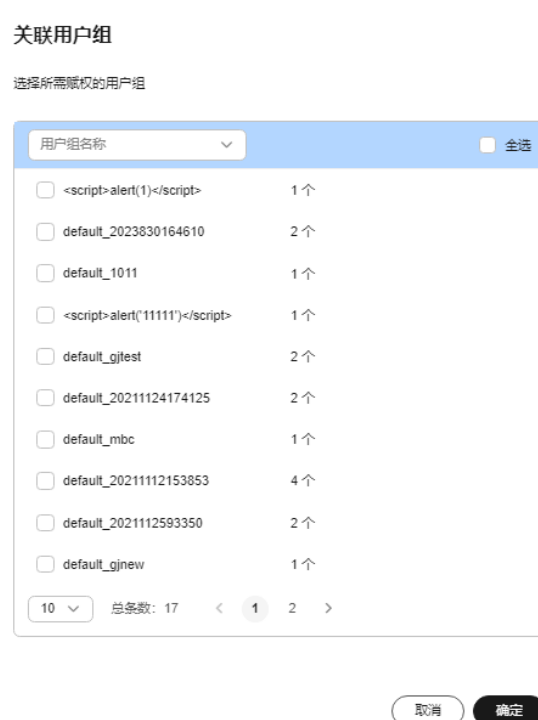 关联用户组
选择所需赋权的用户组
用户组名称 全选
<script>alert(1)</script> 1 个
default_2023830164610 2 个
default_1011 1 个
<script>alert('11111')</script> 1 个
default_gjtest 2 个
default_20211124174125 2 个
default_mbc 1 个
default_20211112153853 4 个
default_2021112593350 2 个
default_gjnew 1 个
10 总条数: 17 < 1 2 >
取消 确定